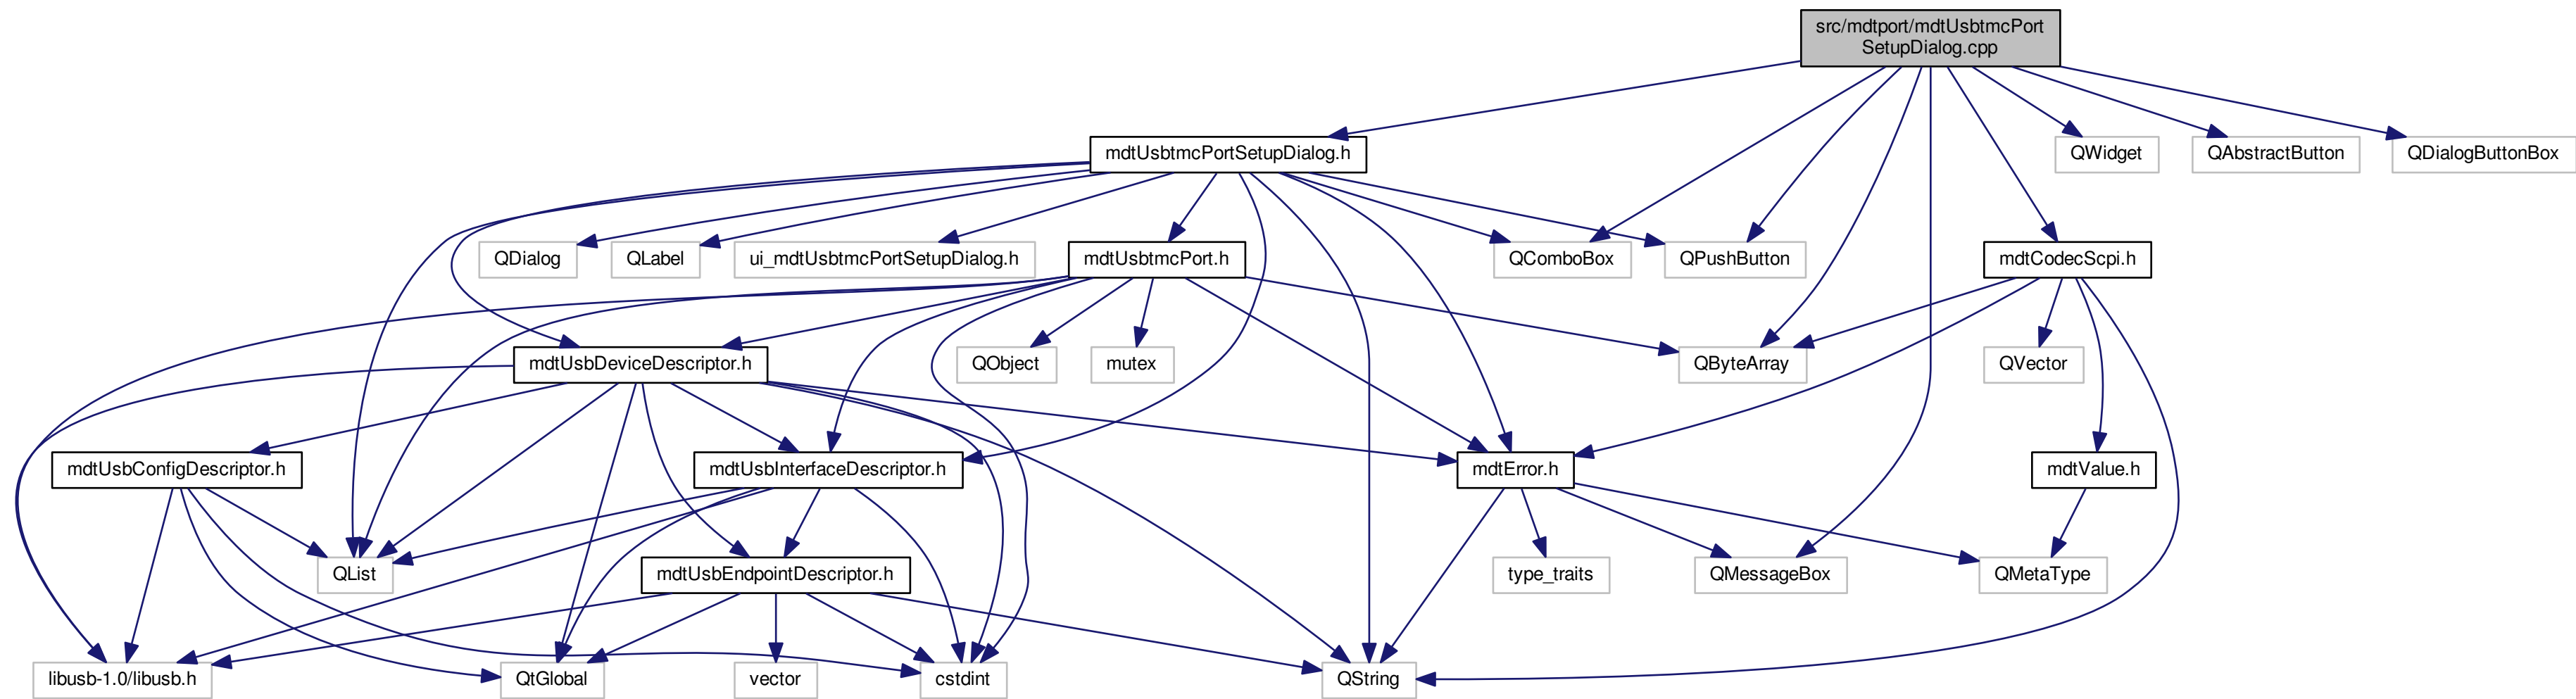 src/mdtport/mdtUsbtmcPort
SetupDialog.cpp
mdtUsbtmcPortSetupDialog.h
QWidget
QAbstractButton
QDialogButtonBox
QDialog
QLabel
ui_mdtUsbtmcPortSetupDialog.h
mdtUsbtmcPort.h
QComboBox
QPushButton
mdtCodecScpi.h
mdtUsbDeviceDescriptor.h
QObject
mutex
QByteArray
QVector
mdtUsbConfigDescriptor.h
mdtUsbInterfaceDescriptor.h
mdtError.h
mdtValue.h
QList
mdtUsbEndpointDescriptor.h
type_traits
QMessageBox
QMetaType
libusb-1.0/libusb.h
QtGlobal
vector
cstdint
QString